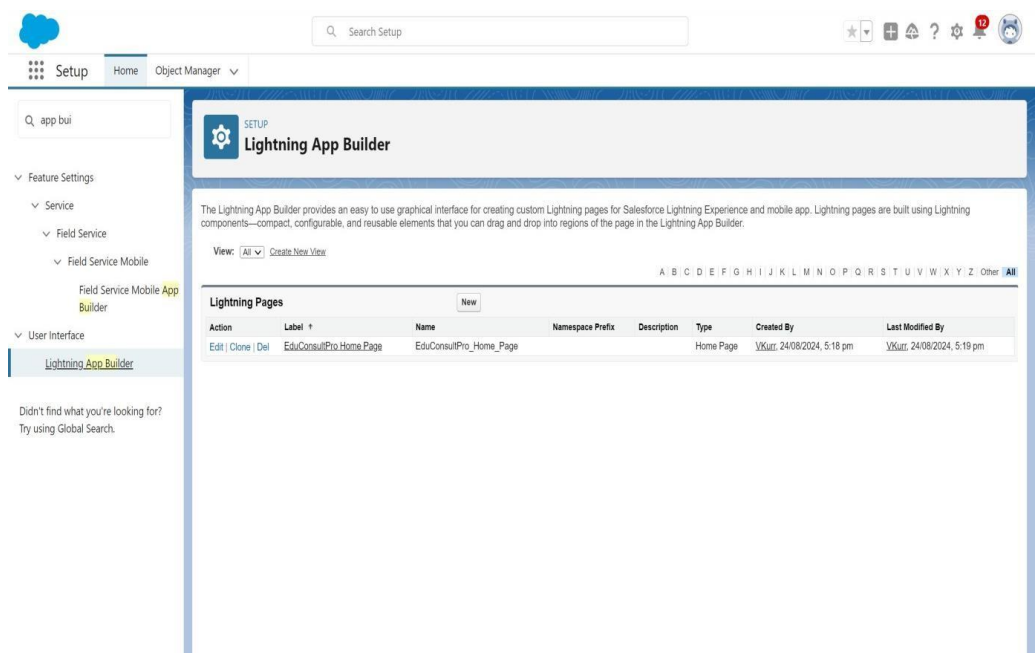 Search Setup
12
Setup
Home
Object Manager
app bui
Feature Settings
Service
Field Service
Field Service Mobile
Field Service Mobile App
Builder
User Interface
Lightning App Builder
Didn't find what you're looking for?
Try using Global Search.
SETUP
Lightning App Builder
The Lightning App Builder provides an easy to use graphical interface for creating custom Lightning pages for Salesforce Lightning Experience and mobile app. Lightning pages are built using Lightning
components—compact, configurable, and reusable elements that you can drag and drop into regions of the page in the Lightning App Builder.
View: All Create New View
A B C D E F G H I J K L M N O P Q R S T U V W X Y Z Other All
Lightning Pages New
Action Label ↑ Name Namespace Prefix Description Type Created By Last Modified By
Edit | Clone | Del EduConsultPro Home Page EduConsultPro_Home_Page Home Page VKurr, 24/08/2024, 5:18 pm VKurr, 24/08/2024, 5:19 pm